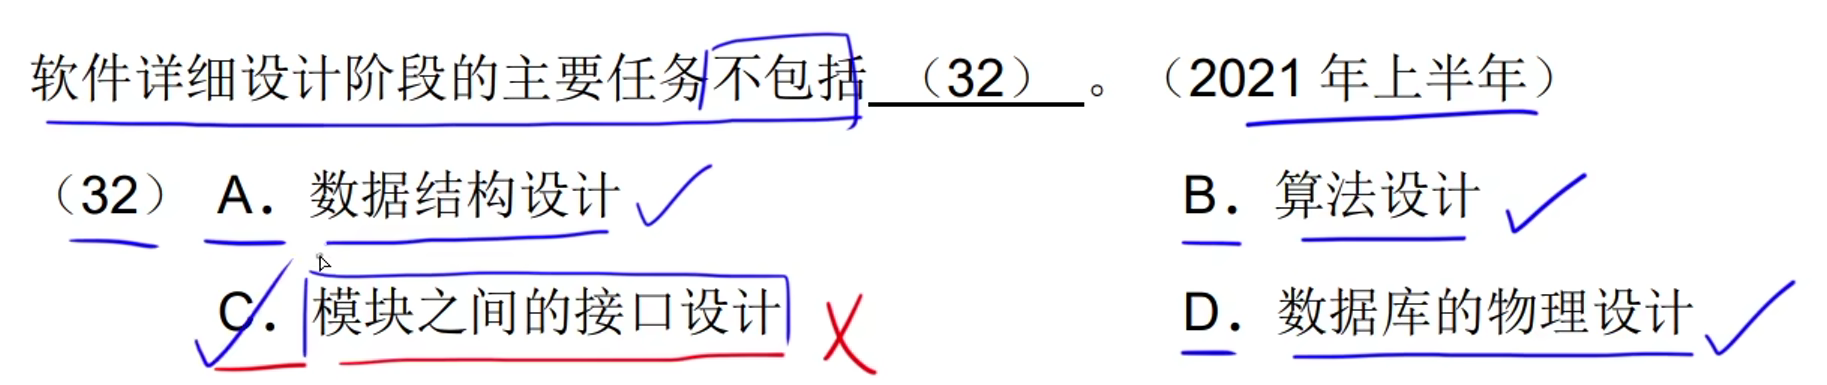 软件详细设计阶段的主要任务不包括 （32） 。（2021 年上半年）
（32） A. 数据结构设计 B. 算法设计
C. 模块之间的接口设计 D. 数据库的物理设计